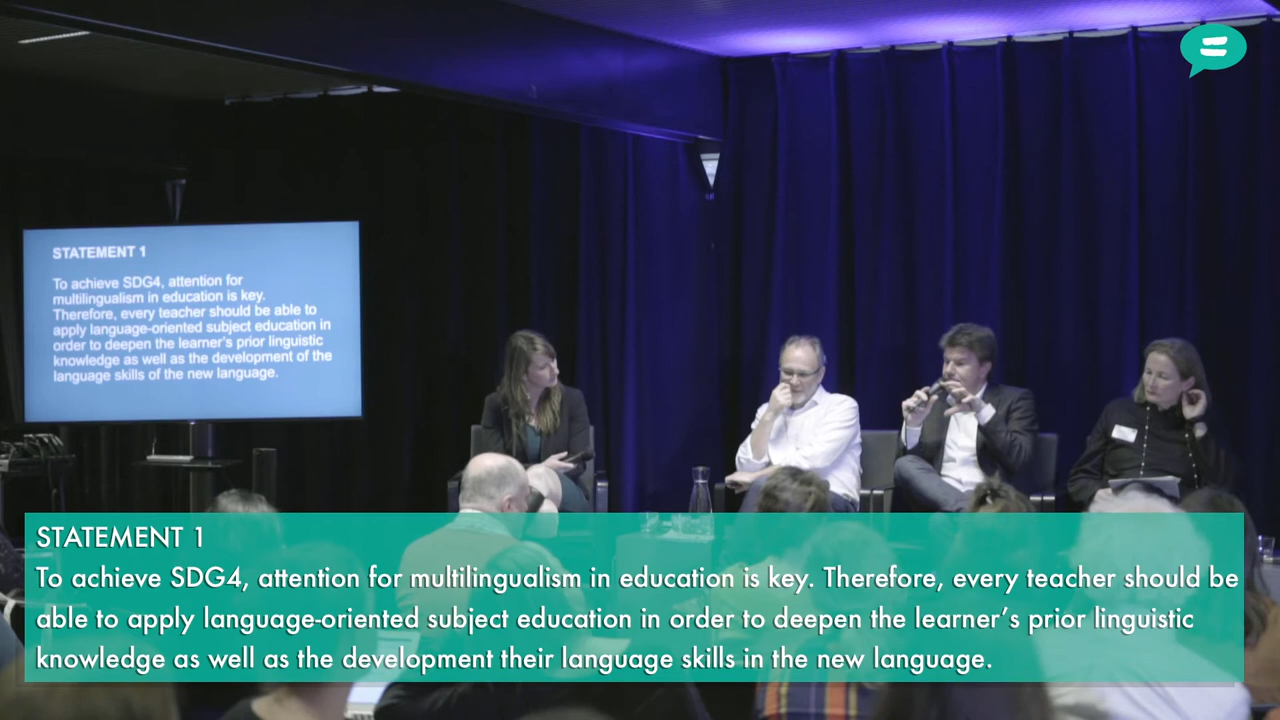 STATEMENT 1
To achieve SDG4, attention for
multilingualism in education is key.
Therefore, every teacher should be able to
apply language-oriented subject education in
order to deepen the learner's prior linguistic
knowledge as well as the development of the
language skills of the new language.
STATEMENT 1
To achieve SDG4, attention for multilingualism in education is key. Therefore, every teacher should be
able to apply language-oriented subject education in order to deepen the learner’s prior linguistic
knowledge as well as the development their language skills in the new language.